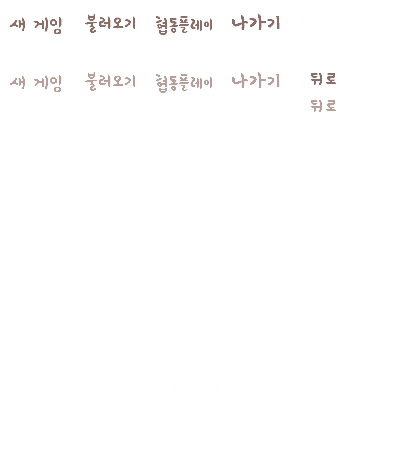 새 게임 불러오기 협동플레이 나가기
새 게임 불러오기 협동플레이 나가기 뒤로
뒤로